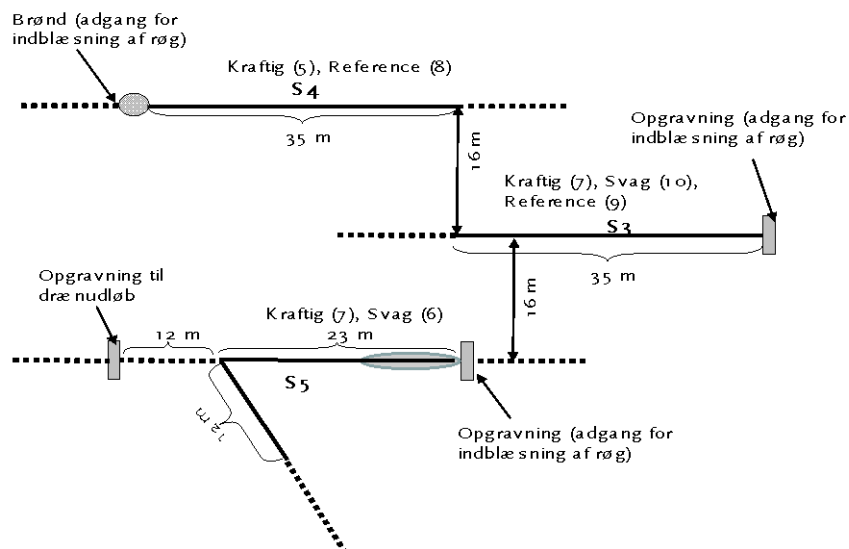 Brønd (adgang for
indblæsning af røg)
Kraftig (5), Reference (8)
S4
35 m
16 m
Opgravning (adgang for
indblæsning af røg)
Kraftig (7), Svag (10),
Reference (9)
S3
35 m
16 m
Opgravning til
drænudløb
Kraftig (7), Svag (6)
12 m
23 m
S5
12 m
Opgravning (adgang for
indblæsning af røg)